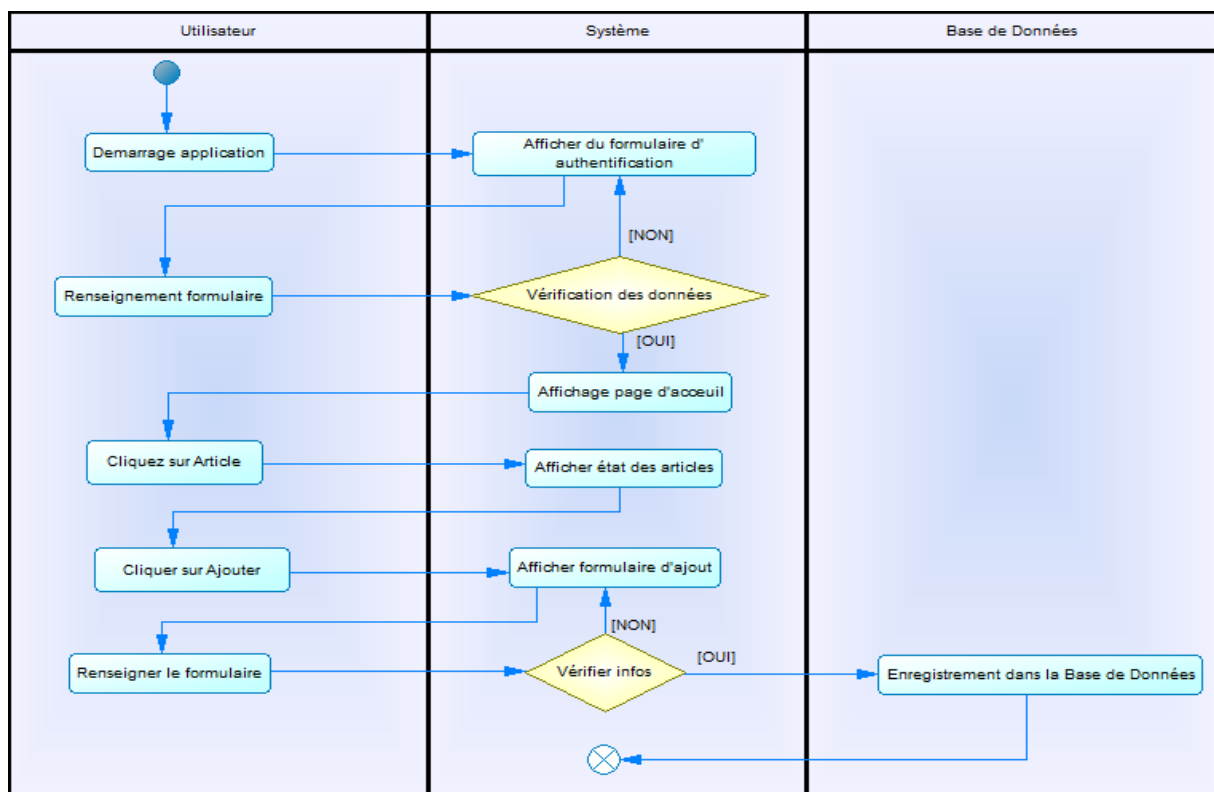 Utilisateur
Système
Base de Données
Demarrage application
Afficher du formulaire d'
authentification
[NON]
Renseignement formulaire
Vérification des données
[OUI]
Affichage page d'acœuil
Cliquez sur Article
Afficher état des articles
Cliquer sur Ajouter
Afficher formulaire d'ajout
[NON]
Renseigner le formulaire
Vérifier infos
[OUI]
Enregistrement dans la Base de Données